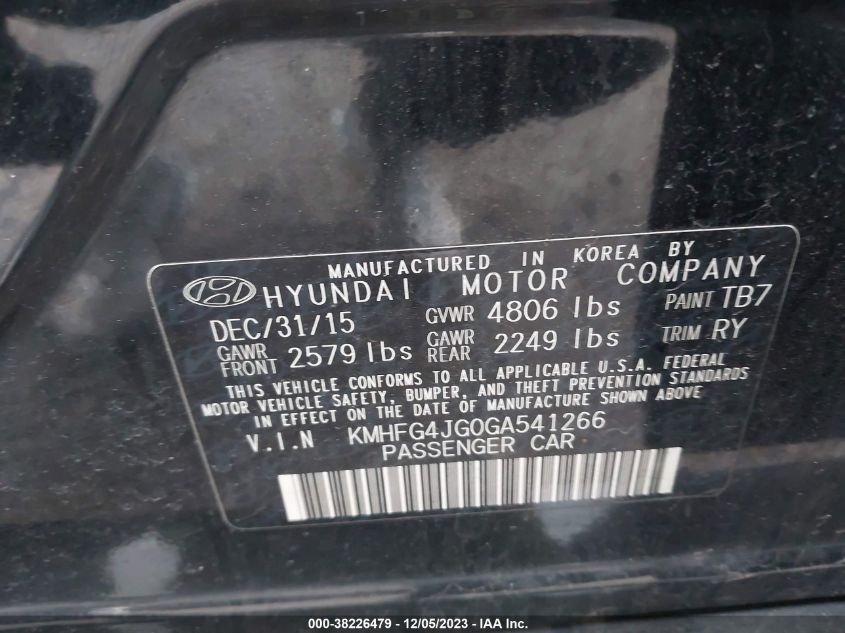 MANUFACTURED IN KOREA BY
HYUNDAI MOTOR COMPANY
DEC/31/15 GVWR 4806 lbs PAINT TB7
GAWR FRONT 2579 lbs GAWR REAR 2249 lbs TRIM RY
THIS VEHICLE CONFORMS TO ALL APPLICABLE U.S.A. FEDERAL
MOTOR VEHICLE SAFETY, BUMPER, AND THEFT PREVENTION STANDARDS
IN EFFECT ON THE DATE OF MANUFACTURE SHOWN ABOVE
V.I.N KMHFG4JG0GA541266
PASSENGER CAR
000-38226479 - 12/05/2023 - © IAA, Inc.